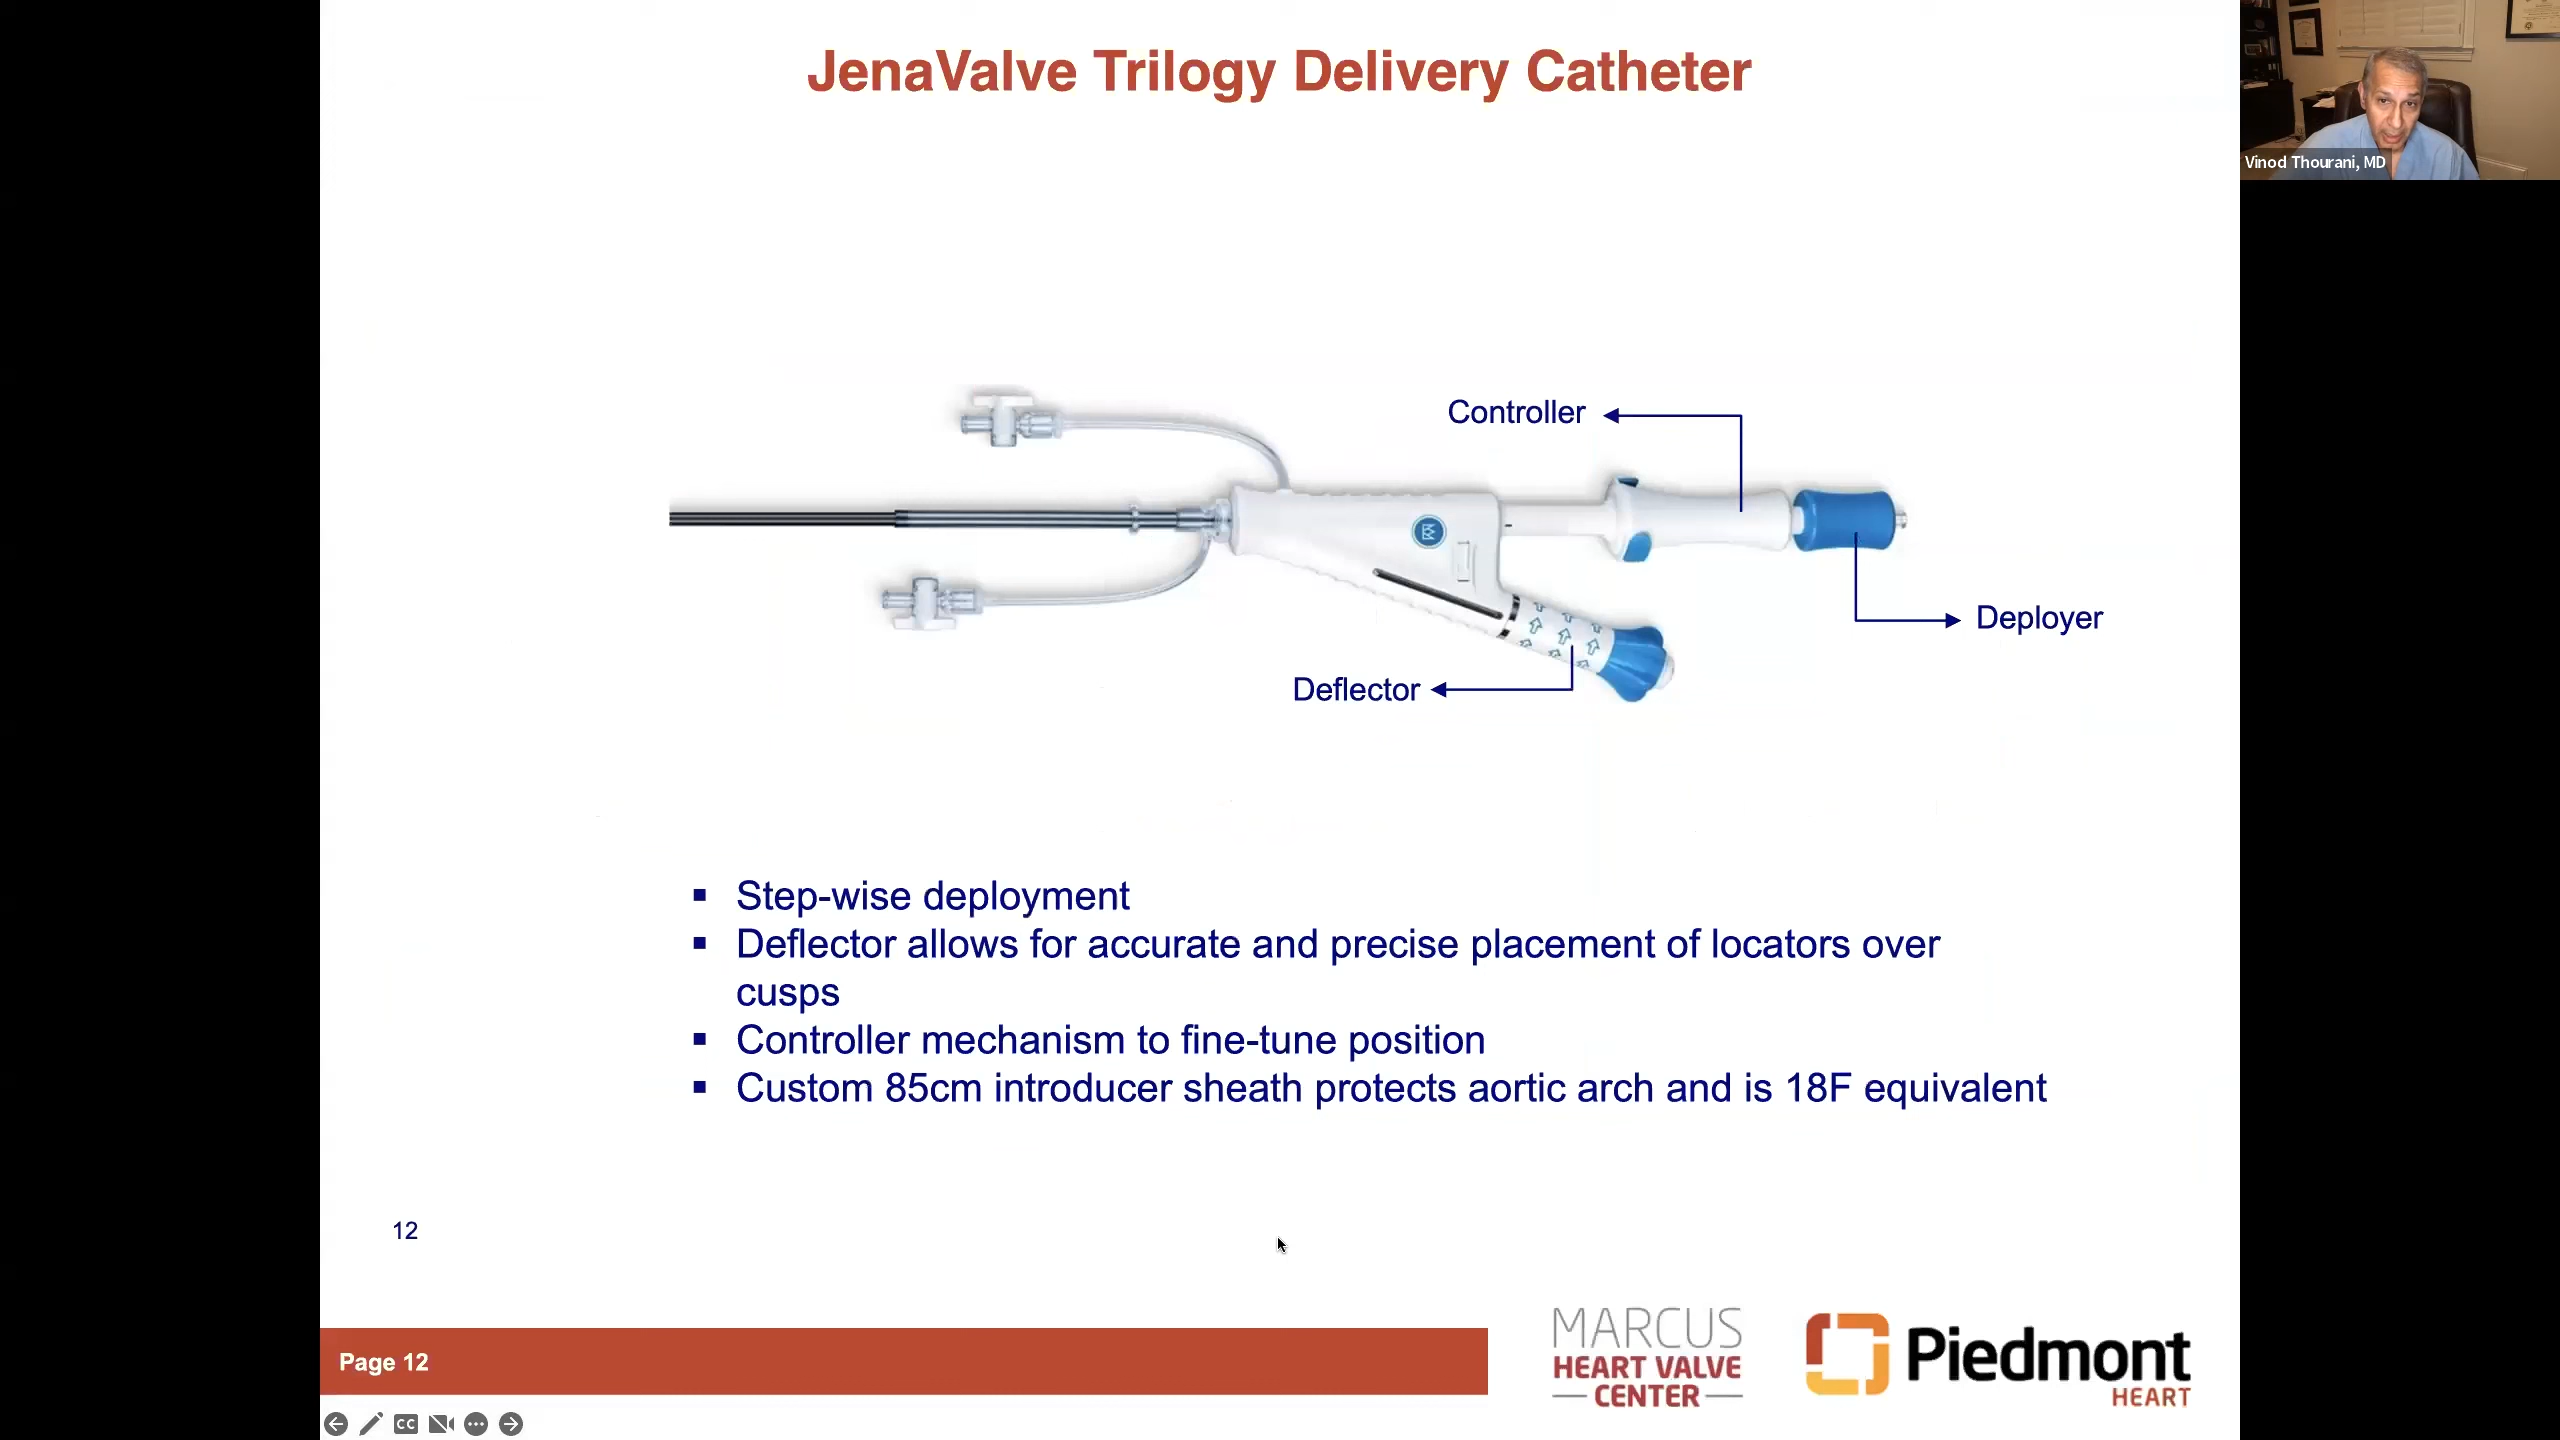 JenaValve Trilogy Delivery Catheter
Vinod Thourani, MD
Controller
Deployer
Deflector
▪ Step-wise deployment
▪ Deflector allows for accurate and precise placement of locators over
cusps
▪ Controller mechanism to fine-tune position
▪ Custom 85cm introducer sheath protects aortic arch and is 18F equivalent
12
Page 12
MARCUS
HEART VALVE
CENTER
Piedmont
HEART
CC